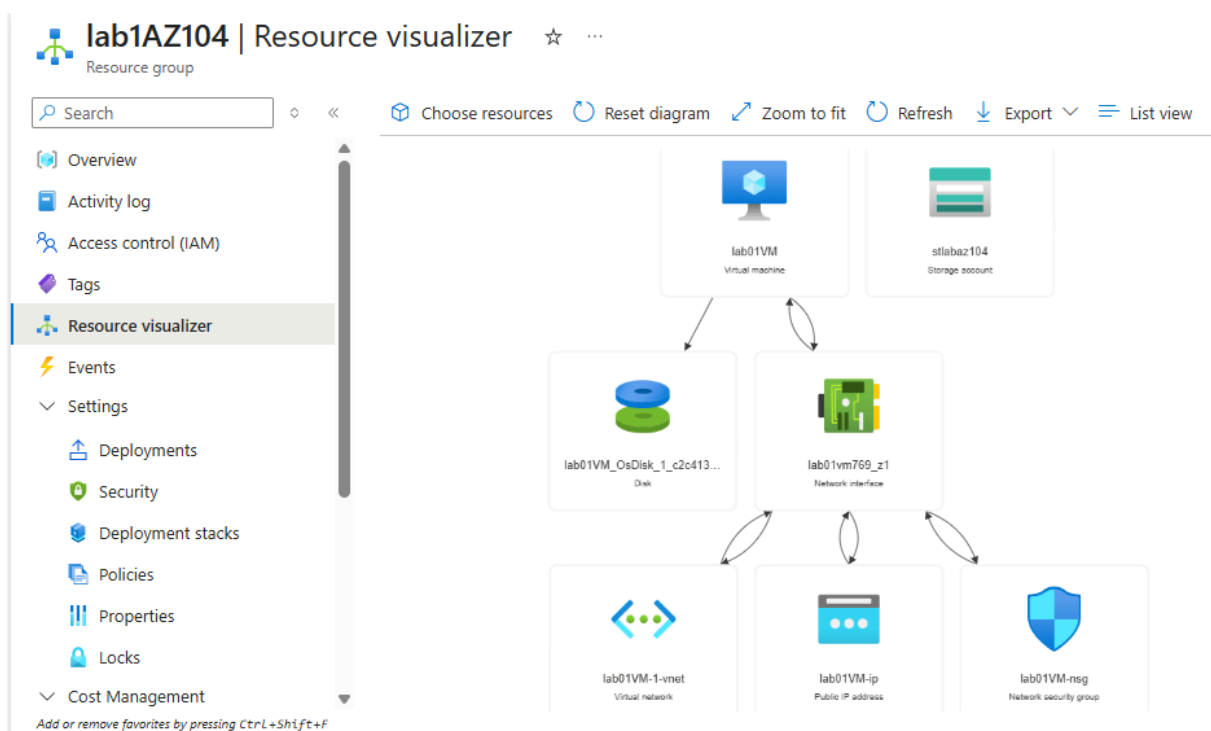 lab1AZ104 | Resource visualizer
Resource group
Search
Choose resources Reset diagram Zoom to fit Refresh Export List view
Overview
Activity log
Access control (IAM)
Tags
Resource visualizer
Events
Settings
Deployments
Security
Deployment stacks
Policies
Properties
Locks
Cost Management
Add or remove favorites by pressing Ctrl+Shift+F
lab01VM
Virtual machine
stlabaz104
Storage account
lab01VM_OsDisk_1_c2c413...
Disk
lab01vm769_z1
Network interface
lab01VM-1-vnet
Virtual network
lab01VM-ip
Public IP address
lab01VM-nsg
Network security group